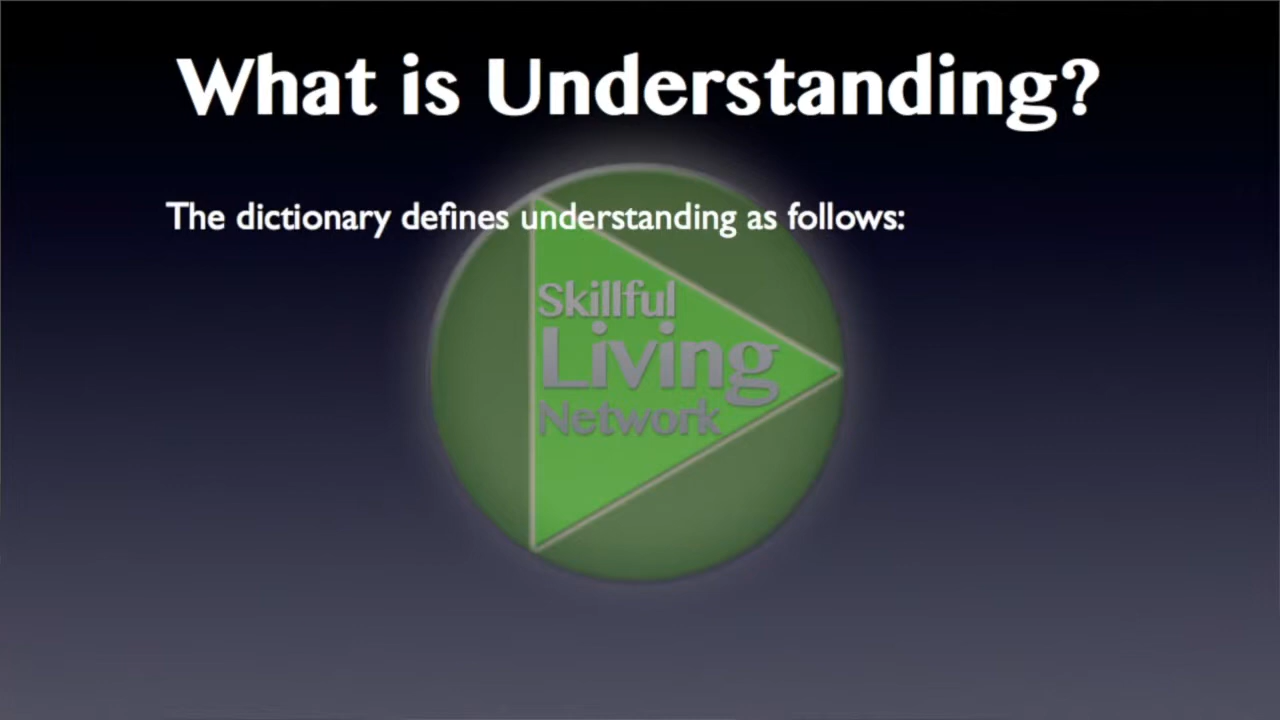 What is Understanding?
The dictionary defines understanding as follows:
Skillful
Living
Network